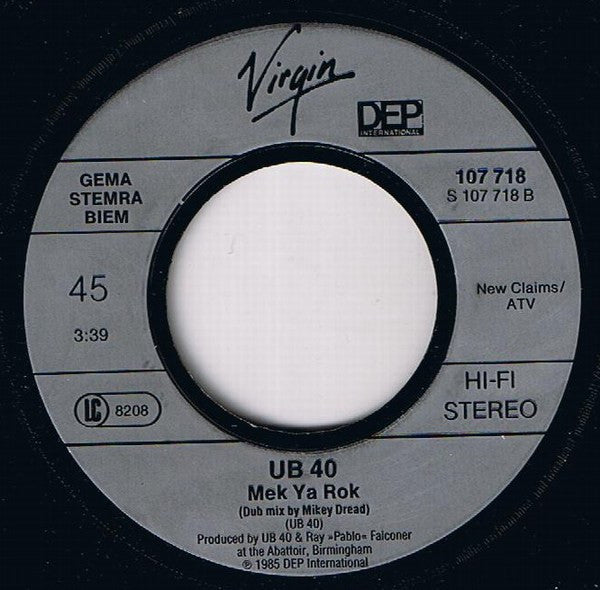 Virgin
DEP
INTERNATIONAL
GEMA
STEMRA
BIEM
107 718
S 107 718 B
45
3:39
New Claims/
ATV
LC 8208
HI-FI
STEREO
UB 40
Mek Ya Rok
(Dub mix by Mikey Dread)
(UB 40)
Produced by UB 40 & Ray »Pablo« Falconer
at the Abattoir, Birmingham
℗ 1985 DEP International